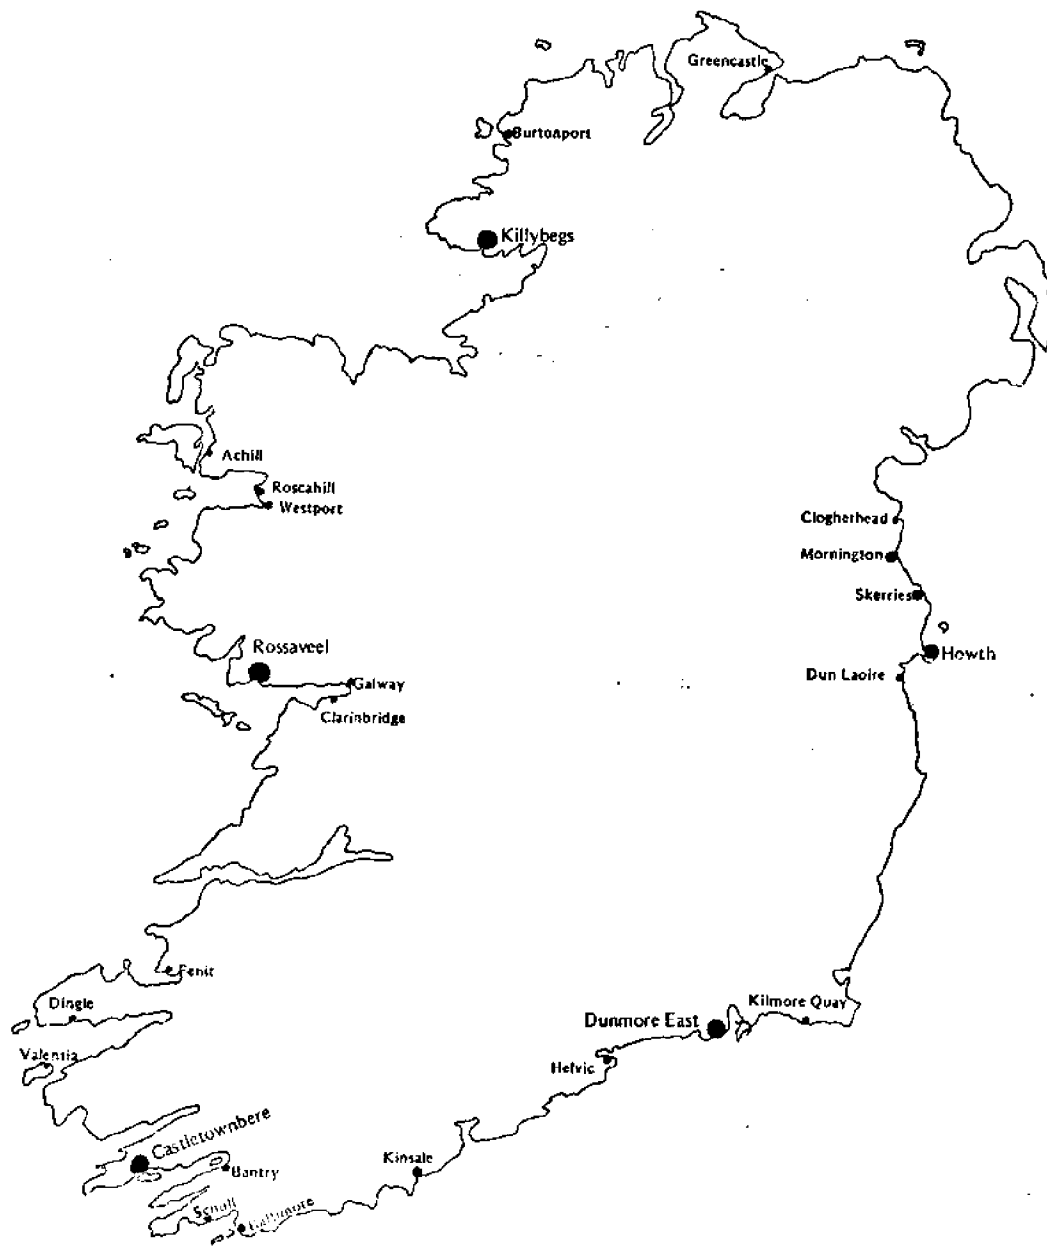 Greencastle
Burtonport
Killybegs
Achill
Roscahill
Westport
Clogherhead
Mornington
Skerries
Rossaveel
Howth
Dun Laoire
Galway
Clarinbridge
Fenit
Dingle
Kilmore Quay
Dunmore East
Valentia
Helvic
Castletownbere
Kinsale
Bantry
Schull
Baltimore